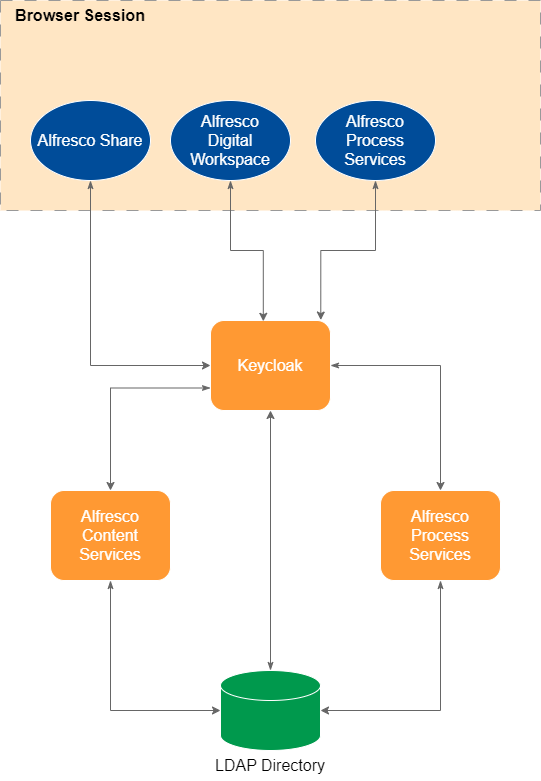 Browser Session
Alfresco Share
Alfresco
Digital
Workspace
Alfresco
Process
Services
Keycloak
Alfresco
Content
Services
Alfresco
Process
Services
LDAP Directory